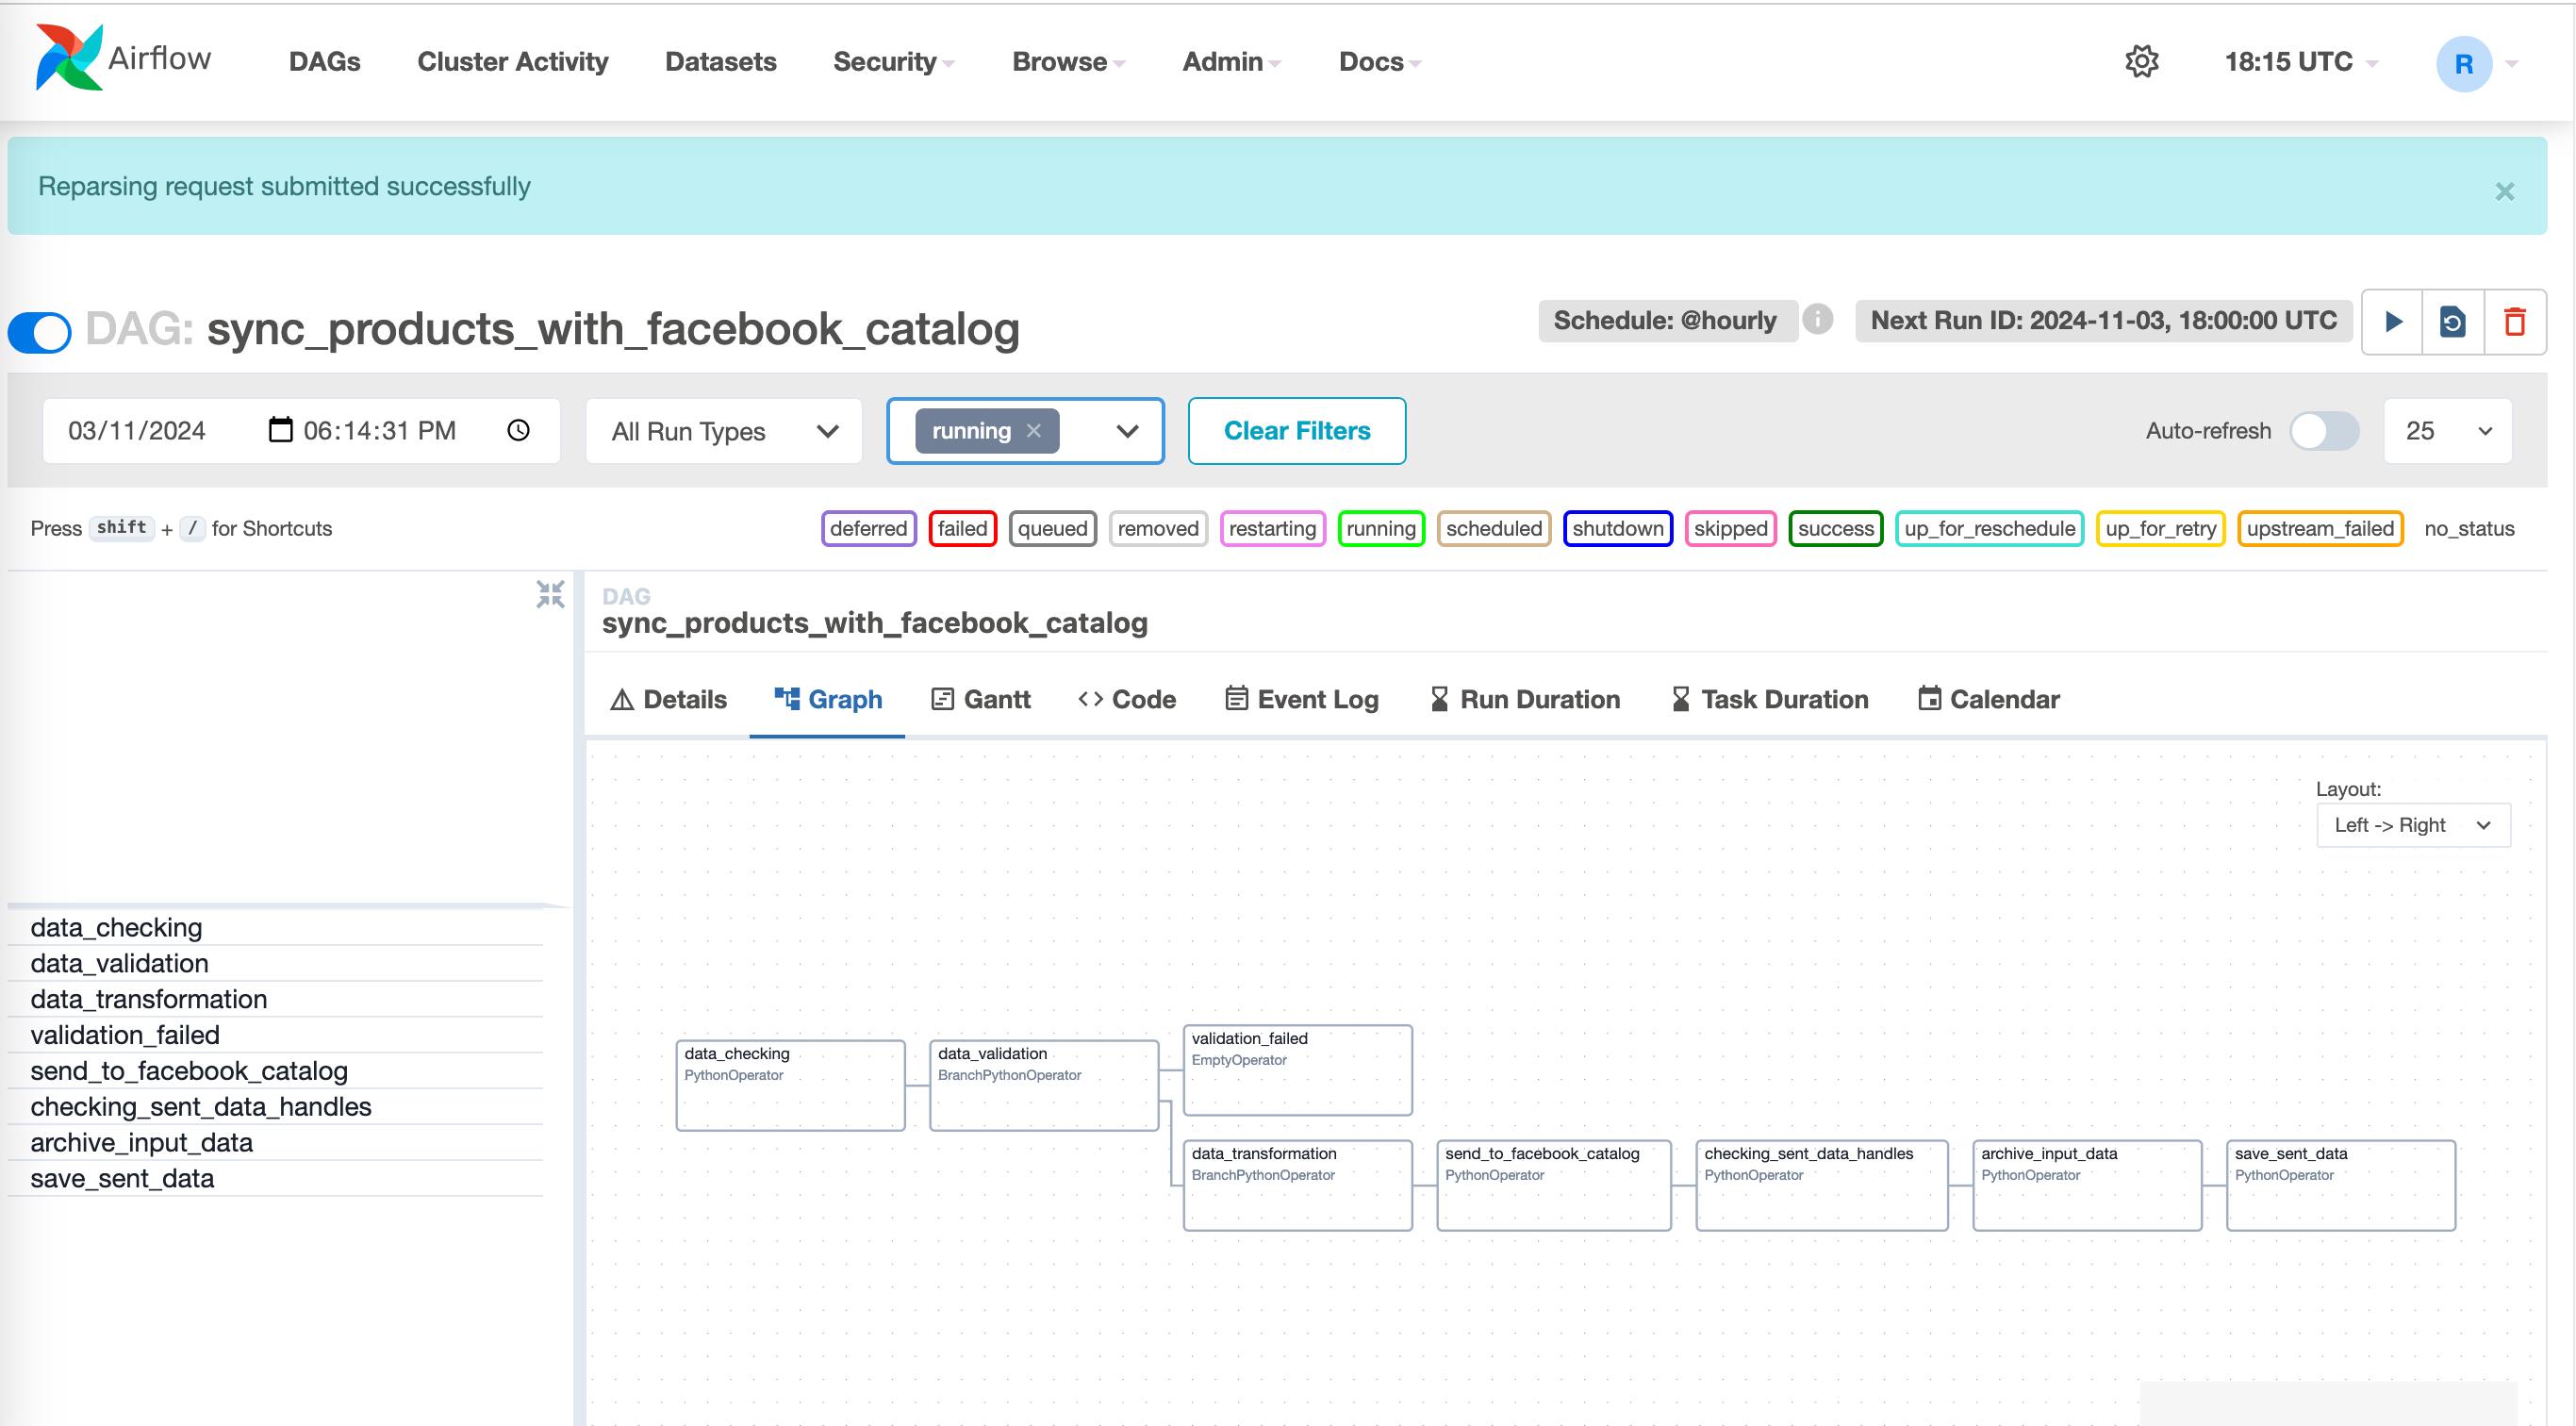 Airflow DAGs Cluster Activity Datasets Security Browse Admin Docs 18:15 UTC R
Reparsing request submitted successfully ×
DAG: sync_products_with_facebook_catalog Schedule: @hourly i Next Run ID: 2024-11-03, 18:00:00 UTC
03/11/2024 06:14:31 PM All Run Types running × Clear Filters Auto-refresh 25
Press shift + / for Shortcuts deferred failed queued removed restarting running scheduled shutdown skipped success up_for_reschedule up_for_retry upstream_failed no_status
DAG
sync_products_with_facebook_catalog
Details Graph Gantt Code Event Log Run Duration Task Duration Calendar
Layout:
Left -> Right
data_checking
data_validation
data_transformation
validation_failed
send_to_facebook_catalog
checking_sent_data_handles
archive_input_data
save_sent_data
data_checking
PythonOperator
data_validation
BranchPythonOperator
validation_failed
EmptyOperator
data_transformation
BranchPythonOperator
send_to_facebook_catalog
PythonOperator
checking_sent_data_handles
PythonOperator
archive_input_data
PythonOperator
save_sent_data
PythonOperator